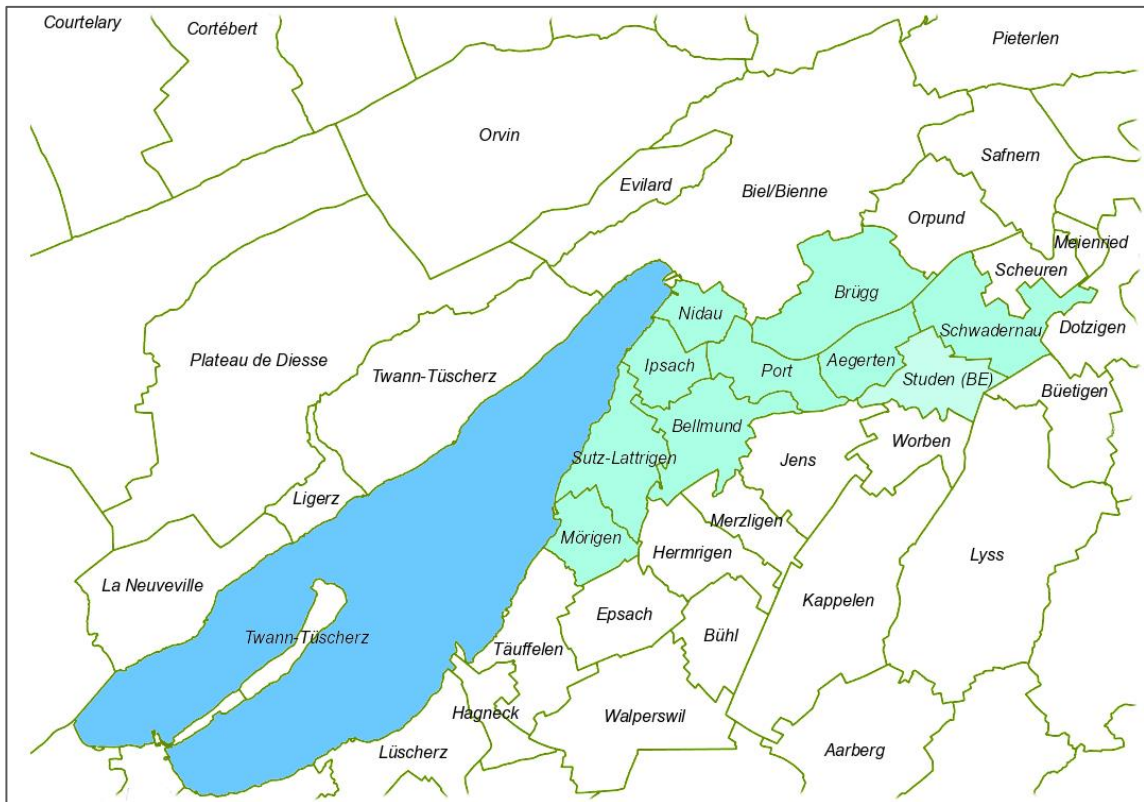 Courtelary
Cortébert
Pieterlen
Orvin
Safnern
Evilard
Biel/Bienne
Orpund
Meienried
Scheuren
Brügg
Nidau
Schwadernau
Dotzigen
Plateau de Diesse
Twann-Tüscherz
Ipsach
Port
Aegerten
Studen (BE)
Büetigen
Bellmund
Worben
Sutz-Lattrigen
Jens
Ligerz
Merzligen
Mörigen
Hermrigen
Lyss
La Neuveville
Kappelen
Epsach
Bühl
Twann-Tüscherz
Täuffelen
Hagneck
Walperswil
Lüscherz
Aarberg